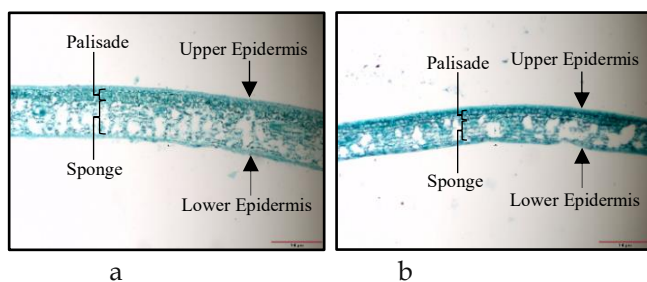 Palisade
Upper Epidermis
Sponge
Lower Epidermis
a
Palisade
Upper Epidermis
Sponge
Lower Epidermis
b